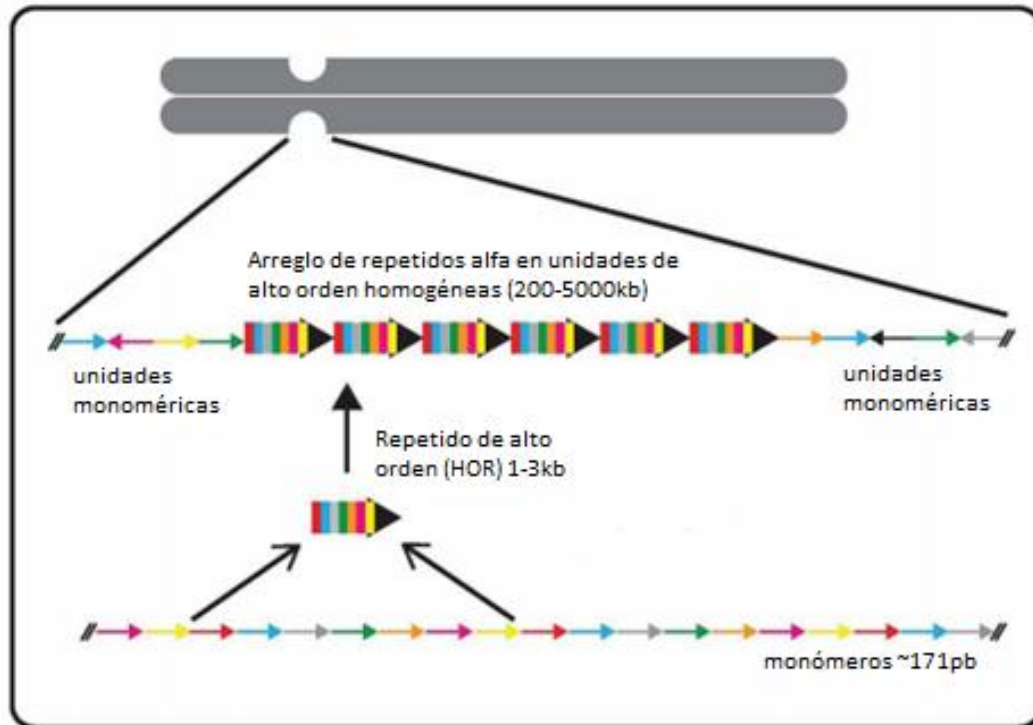 Arreglo de repetidos alfa en unidades de
alto orden homogéneas (200-5000kb)
unidades
monoméricas
unidades
monoméricas
Repetido de alto
orden (HOR) 1-3kb
monómeros ~171pb